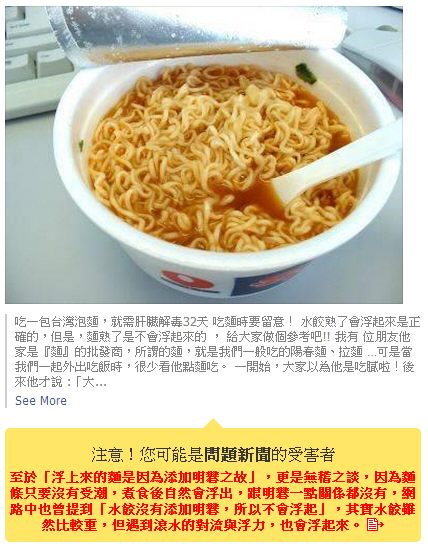 吃一包台灣泡麵，就需肝臟解毒32天 吃麵時要留意！ 水餃熟了會浮起來是正
確的，但是，麵熟了是不會浮起來的 ， 給大家做個參考吧!! 我有 位朋友他
家是『麵』的批發商，所謂的麵，就是我們一般吃的陽春麵、拉麵 ...可是當
我們一起外出吃飯時，很少看他點麵吃。 一開始，大家以為他是吃膩啦！後
來他才說：「大...
See More
注意！您可能是問題新聞的受害者
至於「浮上來的麵是因為添加明礬之故」，更是無稽之談，因為麵
條只要沒有受潮，煮食後自然會浮出，跟明礬一點關係都沒有，網
路中也曾提到「水餃沒有添加明礬，所以不會浮起」，其實水餃雖
然比較重，但遇到滾水的對流與浮力，也會浮起來。